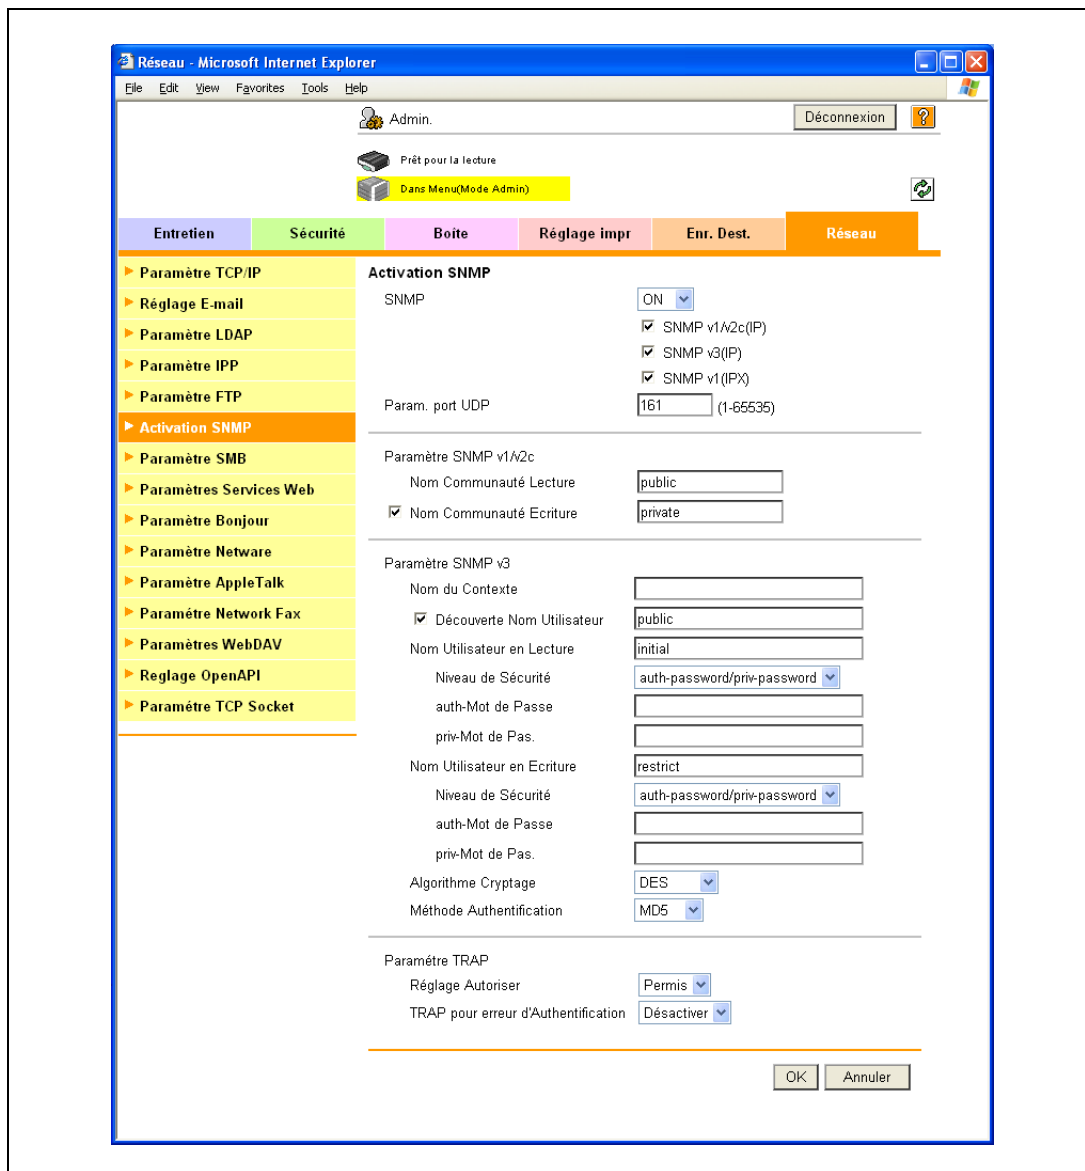 Réseau - Microsoft Internet Explorer
File Edit View Favorites Tools Help
Admin.
Déconnexion
?
Prêt pour la lecture
Dans Menu(Mode Admin)
Entretien Sécurité Boîte Réglage impr Enr. Dest. Réseau
Paramètre TCP/IP
Réglage E-mail
Paramètre LDAP
Paramètre IPP
Paramètre FTP
Activation SNMP
Paramètre SMB
Paramètres Services Web
Paramètre Bonjour
Paramètre Netware
Paramètre AppleTalk
Paramétre Network Fax
Paramètres WebDAV
Reglage OpenAPI
Paramétre TCP Socket
Activation SNMP
SNMP ON
SNMP v1/v2c(IP)
SNMP v3(IP)
SNMP v1(IPX)
Param. port UDP 161 (1-65535)
Paramètre SNMP v1/v2c
Nom Communauté Lecture public
Nom Communauté Ecriture private
Paramètre SNMP v3
Nom du Contexte
Découverte Nom Utilisateur public
Nom Utilisateur en Lecture initial
Niveau de Sécurité auth-password/priv-password
auth-Mot de Passe
priv-Mot de Pas.
Nom Utilisateur en Ecriture restrict
Niveau de Sécurité auth-password/priv-password
auth-Mot de Passe
priv-Mot de Pas.
Algorithme Cryptage DES
Méthode Authentification MD5
Paramétre TRAP
Réglage Autoriser Permis
TRAP pour erreur d'Authentification Désactiver
OK Annuler